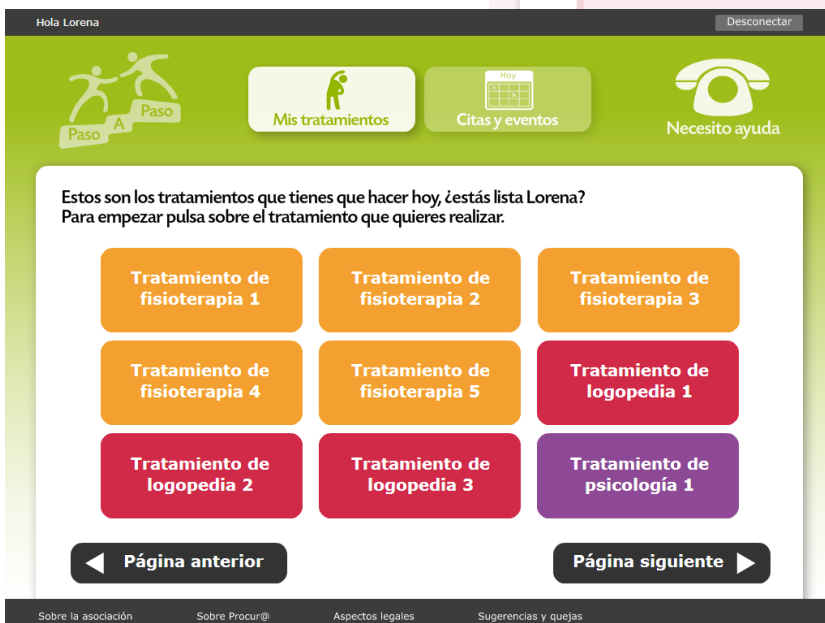 Hola Lorena
Desconectar
Paso
A
Paso
Mis tratamientos
Hoy
Citas y eventos
Necesito ayuda
Estos son los tratamientos que tienes que hacer hoy, ¿estás lista Lorena?
Para empezar pulsa sobre el tratamiento que quieres realizar.
Tratamiento de
fisioterapia 1
Tratamiento de
fisioterapia 2
Tratamiento de
fisioterapia 3
Tratamiento de
fisioterapia 4
Tratamiento de
fisioterapia 5
Tratamiento de
logopedia 1
Tratamiento de
logopedia 2
Tratamiento de
logopedia 3
Tratamiento de
psicología 1
Página anterior
Página siguiente
Sobre la asociación
Sobre Procur@
Aspectos legales
Sugerencias y quejas